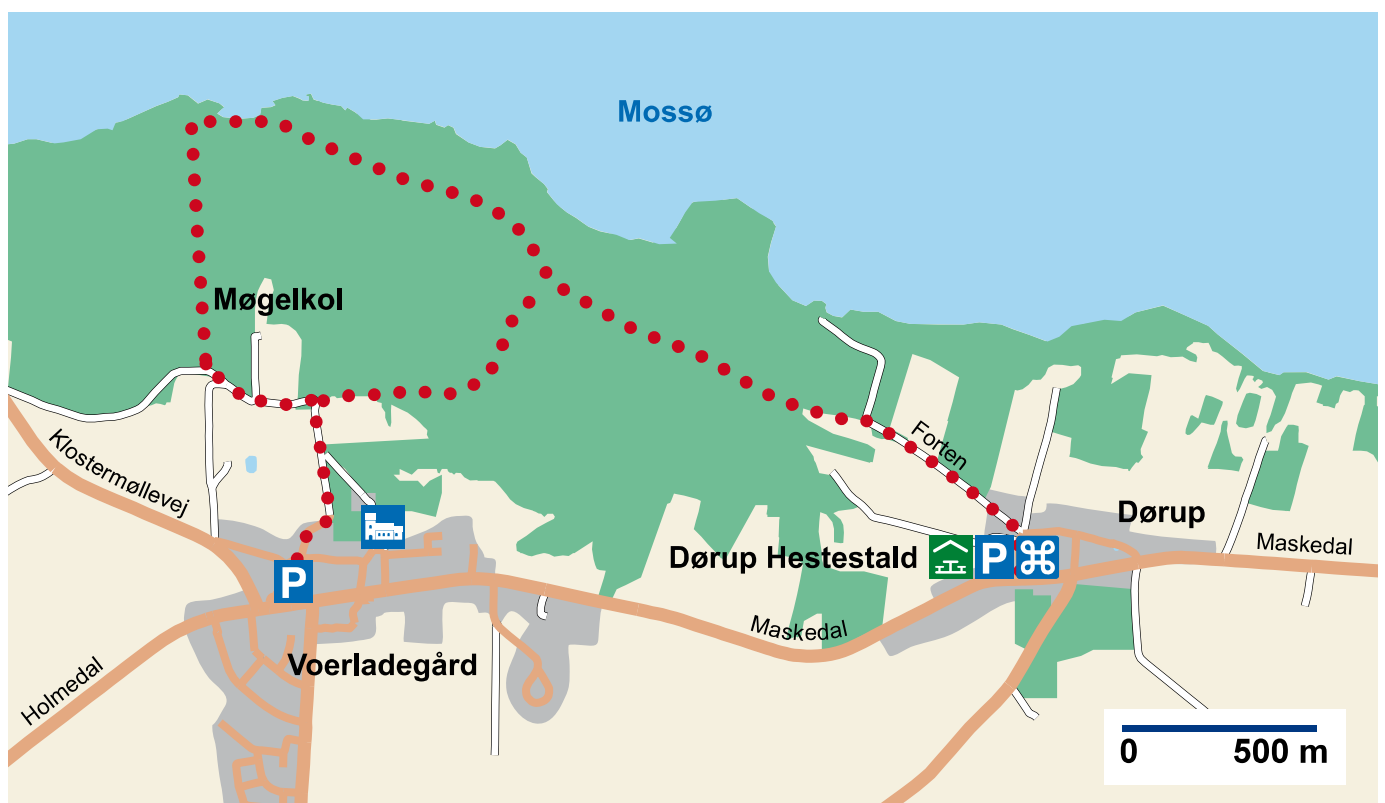 Mossø
Møgelkol
Klostermøllevej
Forten
Dørup
Dørup Hestestald
P
Maskedal
P
Maskedal
Voerladegård
Holmedal
0 500 m